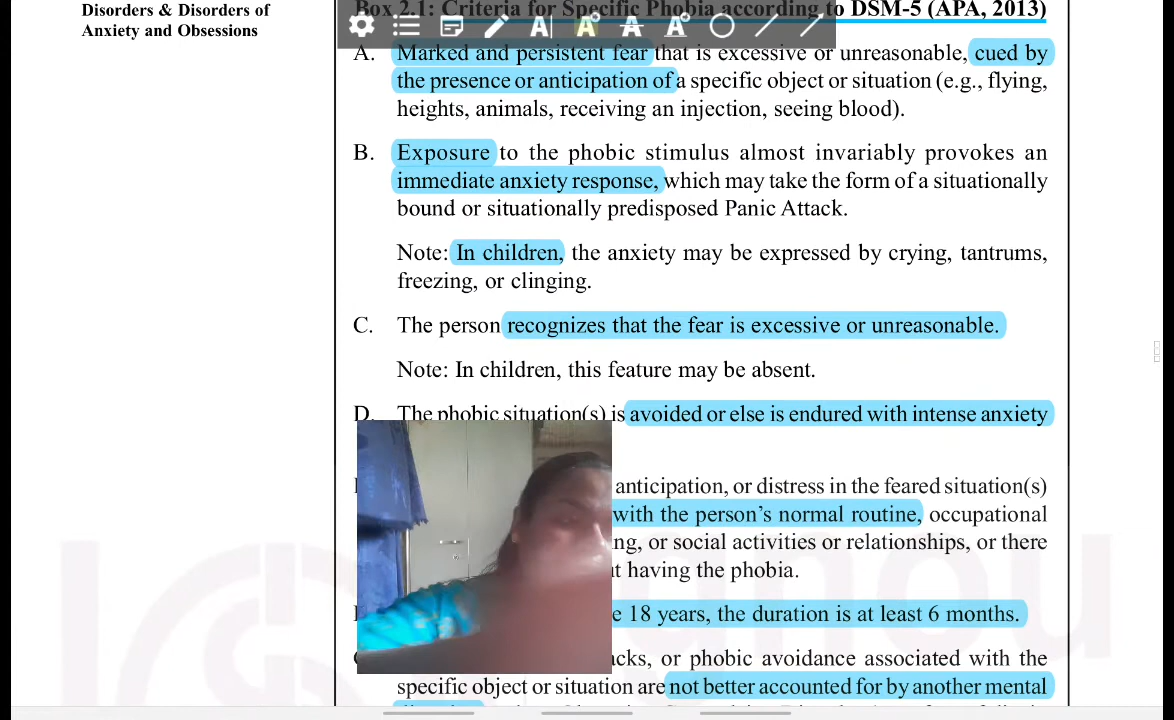 Disorders & Disorders of
Anxiety and Obsessions
Box 2.1: Criteria for Specific Phobia according to DSM-5 (APA, 2013)
A. Marked and persistent fear that is excessive or unreasonable, cued by
the presence or anticipation of a specific object or situation (e.g., flying,
heights, animals, receiving an injection, seeing blood).
B. Exposure to the phobic stimulus almost invariably provokes an
immediate anxiety response, which may take the form of a situationally
bound or situationally predisposed Panic Attack.
Note: In children, the anxiety may be expressed by crying, tantrums,
freezing, or clinging.
C. The person recognizes that the fear is excessive or unreasonable.
Note: In children, this feature may be absent.
D. The phobic situation(s) is avoided or else is endured with intense anxiety
anticipation, or distress in the feared situation(s)
with the person's normal routine, occupational
or social activities or relationships, or there
having the phobia.
18 years, the duration is at least 6 months.
or phobic avoidance associated with the
specific object or situation are not better accounted for by another mental